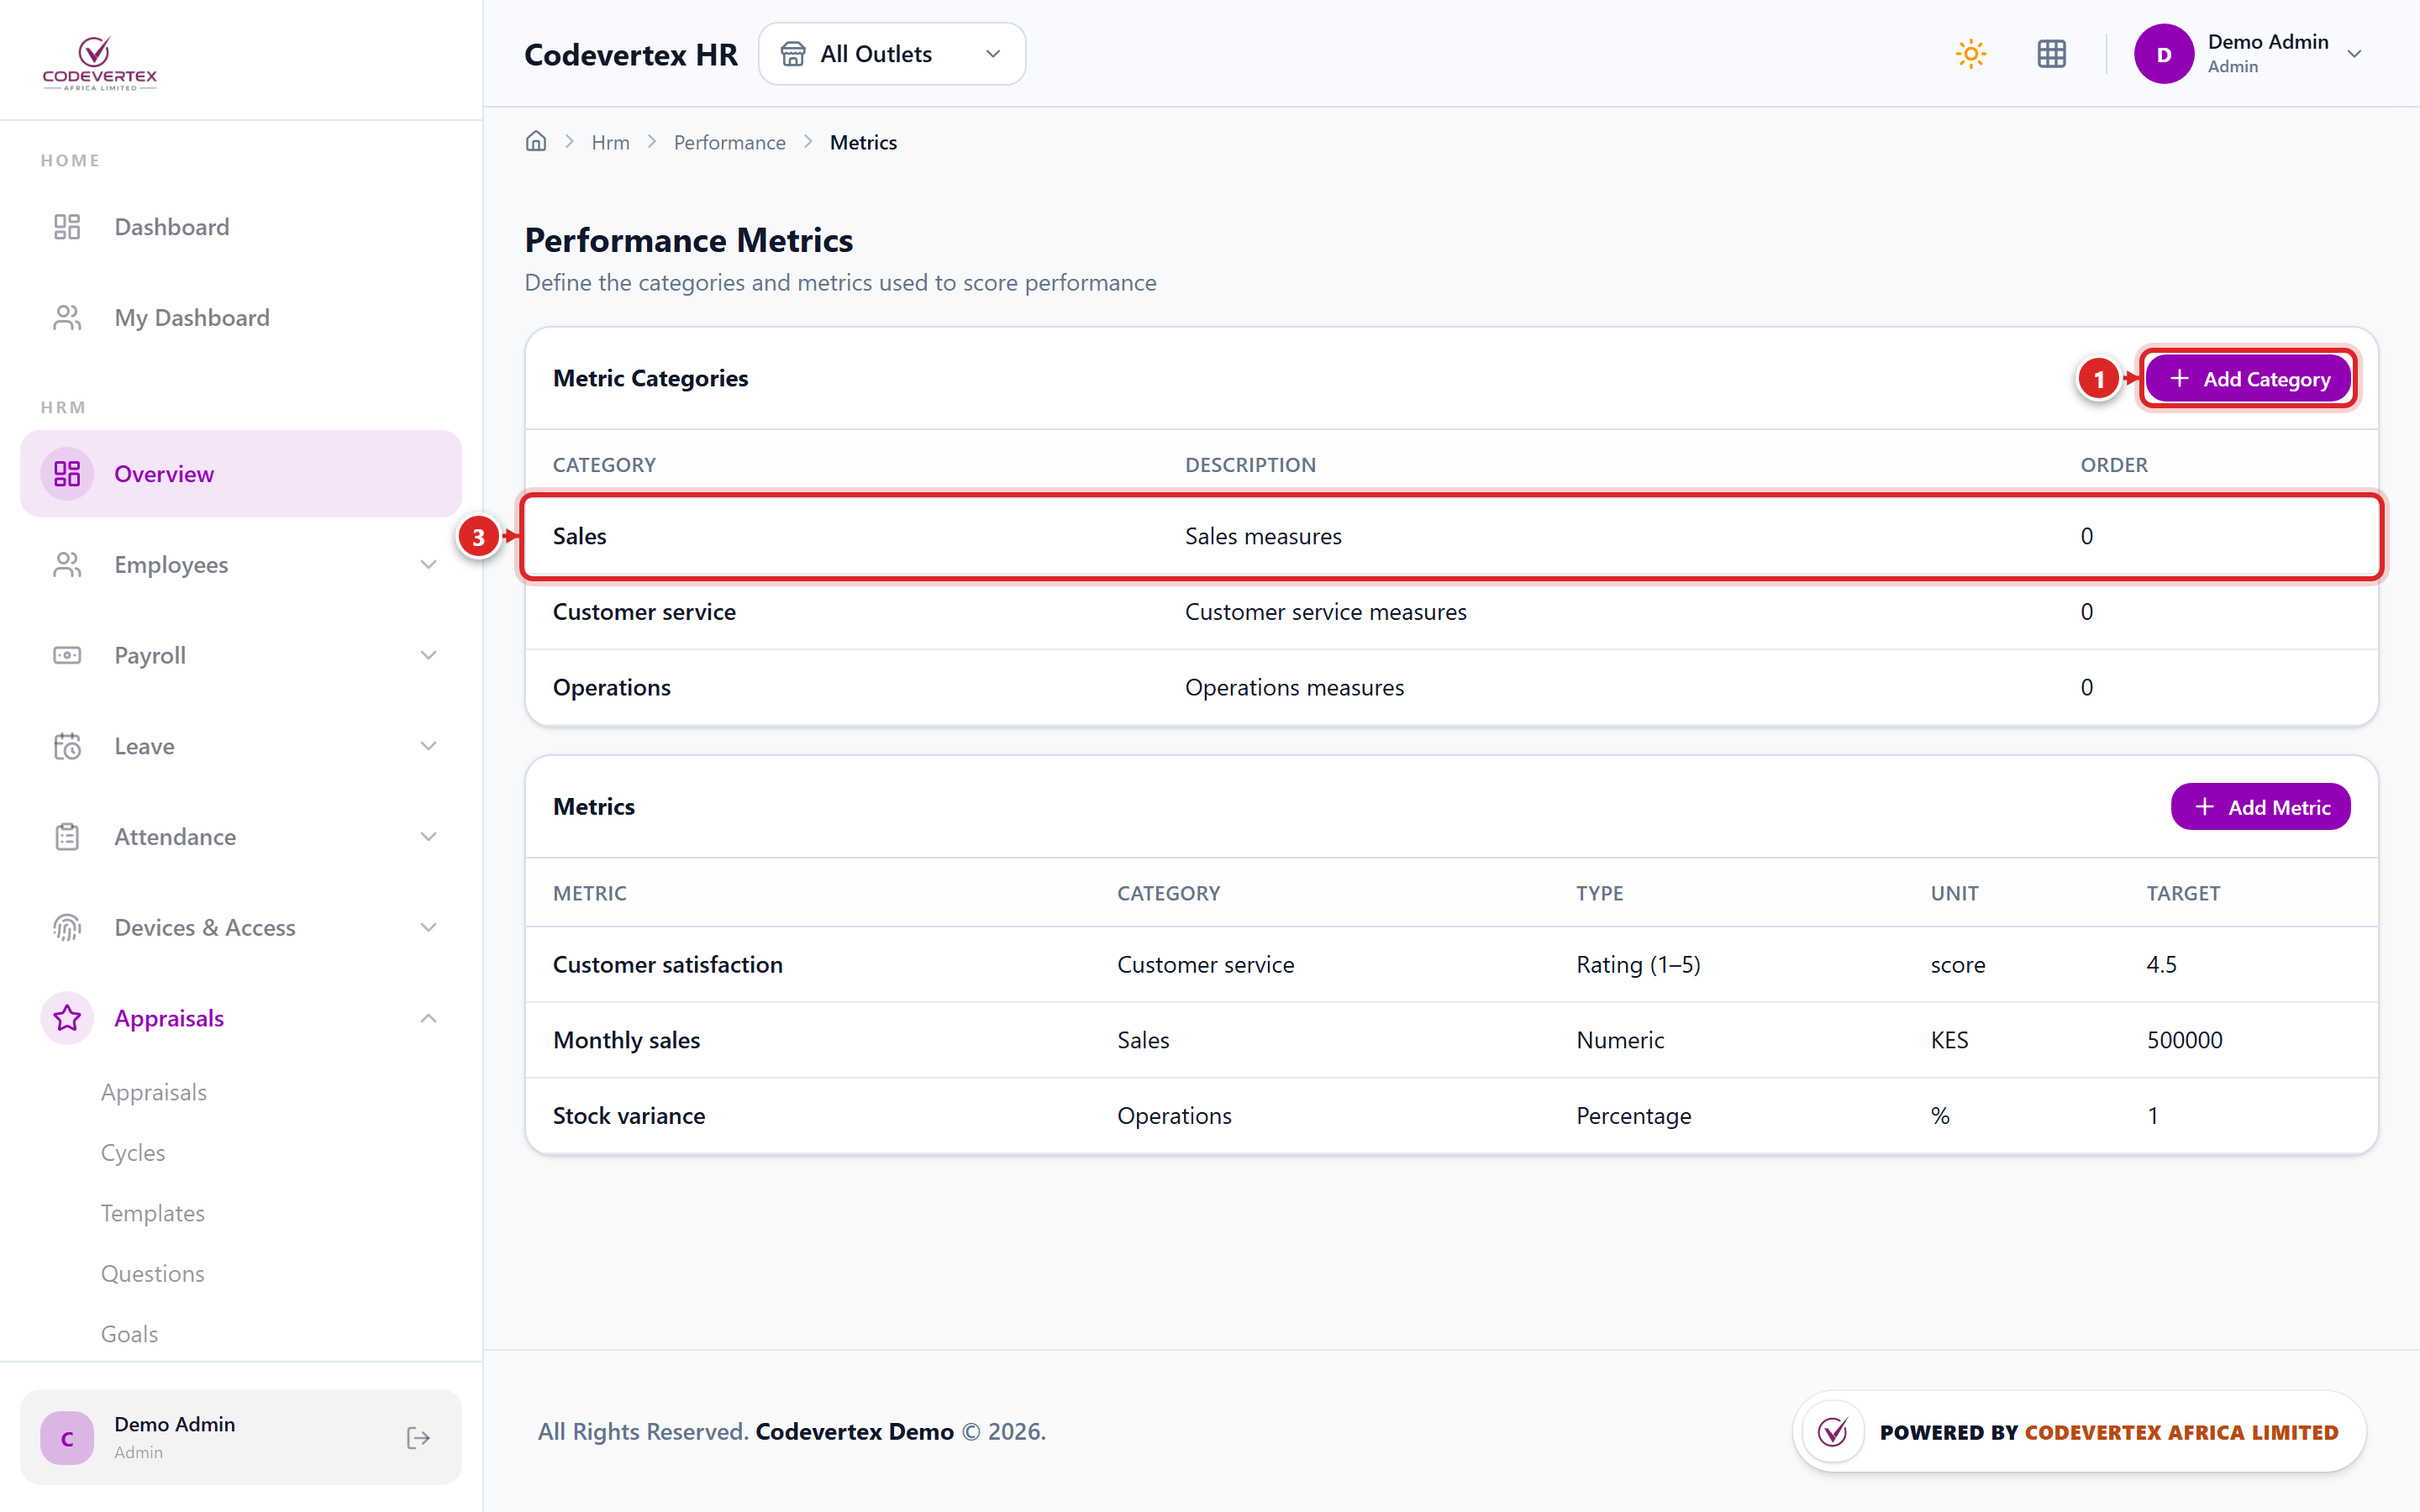 CODEVERTEX
AFRICA LIMITED
HOME
Dashboard
My Dashboard
HRM
Overview
Employees
Payroll
Leave
Attendance
Devices & Access
Appraisals
Appraisals
Cycles
Templates
Questions
Goals
C
Demo Admin
Admin
Codevertex HR
All Outlets
D
Demo Admin
Admin
Hrm
Performance
Metrics
Performance Metrics
Define the categories and metrics used to score performance
Metric Categories
1
Add Category
CATEGORY DESCRIPTION ORDER
3
Sales Sales measures 0
Customer service Customer service measures 0
Operations Operations measures 0
Metrics
Add Metric
METRIC CATEGORY TYPE UNIT TARGET
Customer satisfaction Customer service Rating (1–5) score 4.5
Monthly sales Sales Numeric KES 500000
Stock variance Operations Percentage % 1
All Rights Reserved. Codevertex Demo © 2026.
POWERED BY CODEVERTEX AFRICA LIMITED